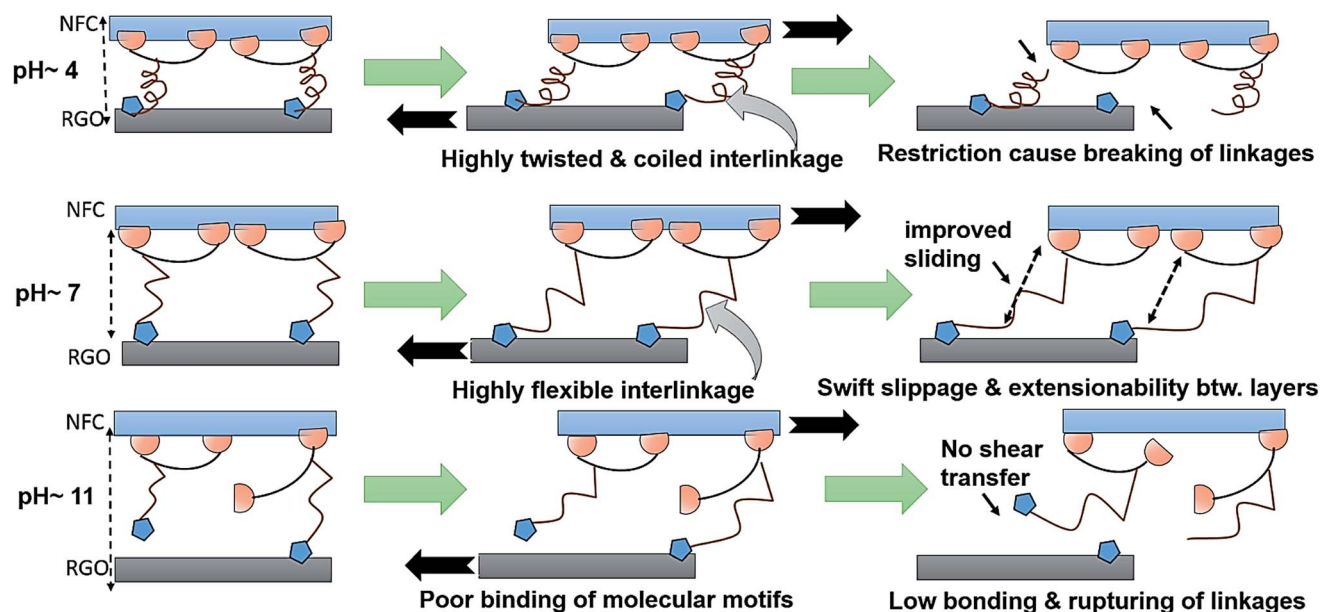 NFC
pH~ 4
RGO
Highly twisted & coiled interlinkage
Restriction cause breaking of linkages
NFC
pH~ 7
RGO
improved
sliding
Highly flexible interlinkage
Swift slippage & extensionability btw. layers
NFC
pH~ 11
RGO
No shear
transfer
Poor binding of molecular motifs
Low bonding & rupturing of linkages